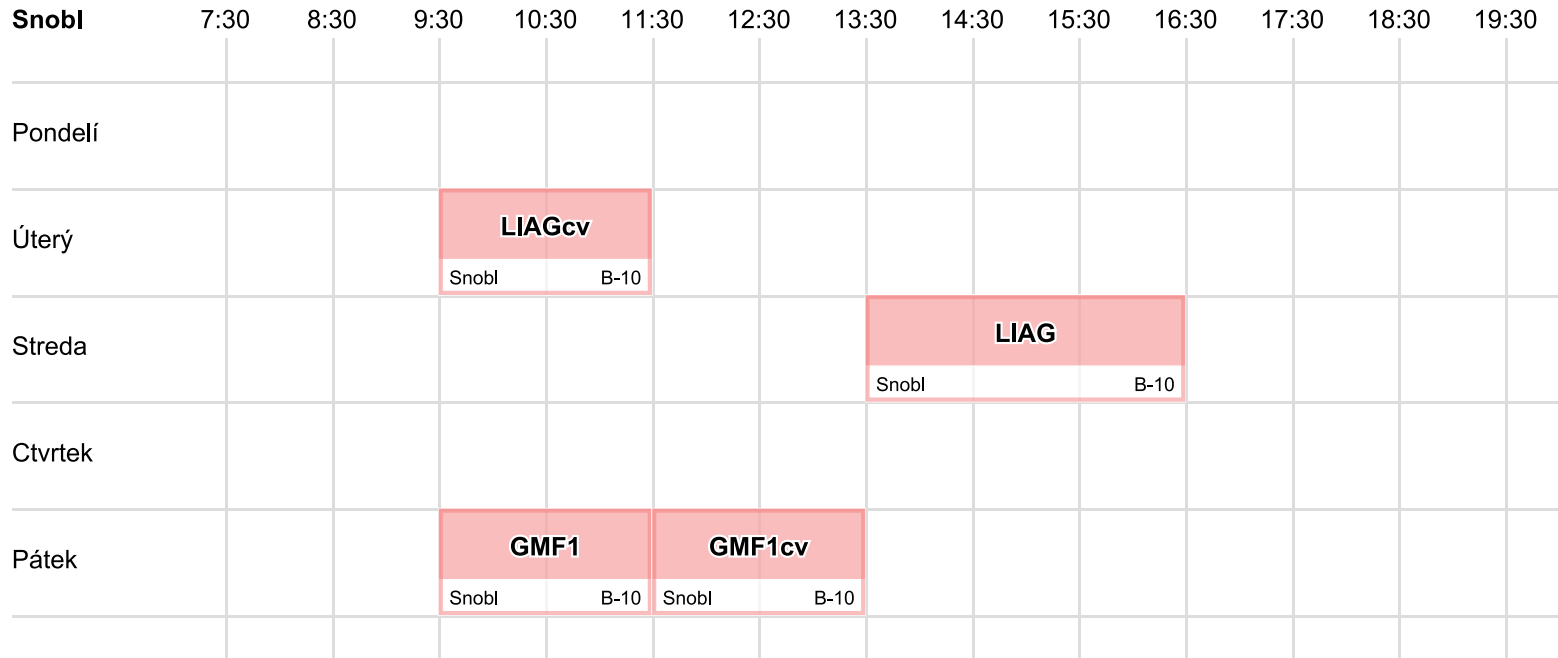 Snobl 7:30 8:30 9:30 10:30 11:30 12:30 13:30 14:30 15:30 16:30 17:30 18:30 19:30
Pondelí
Úterý
LIAGcv
Snobl B-10
Streda
LIAG
Snobl B-10
Ctvrtek
Pátek
GMF1 GMF1cv
Snobl B-10 Snobl B-10